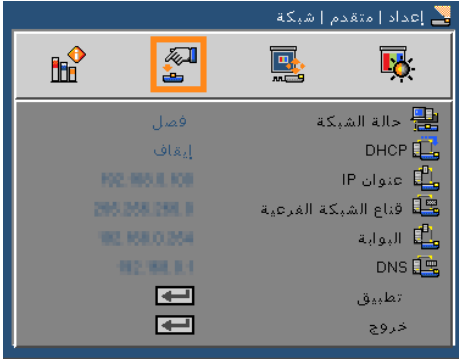 إعداد | متقدم | شبكة
حالة الشبكة فصل
DHCP إيقاف
عنوان IP
قناع الشبكة الفرعية
البوابة
DNS
تطبيق
خروج